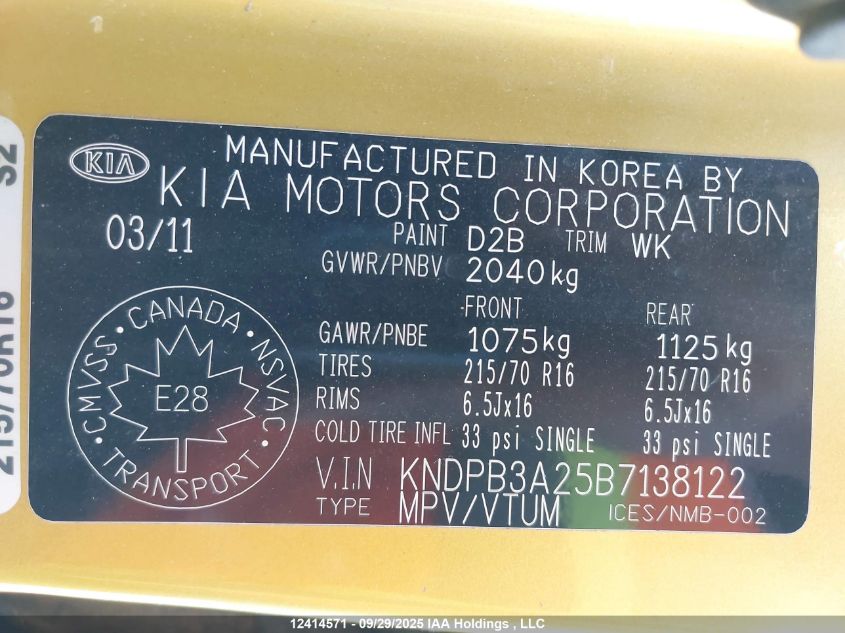 KIA
MANUFACTURED IN KOREA BY
KIA MOTORS CORPORATION
03/11 PAINT D2B TRIM WK
GVWR/PNBV 2040kg
FRONT REAR
GAWR/PNBE 1075kg 1125kg
TIRES 215/70 R16 215/70 R16
RIMS 6.5Jx16 6.5Jx16
COLD TIRE INFL 33 psi SINGLE 33 psi SINGLE
V.I.N KNDPB3A25B7138122
TYPE MPV/VTUM ICES/NMB-002
CMVSS • CANADA • NSVAC • TRANSPORT •
E28
215/70R16 S2
12414571 - 09/29/2025 IAA Holdings , LLC